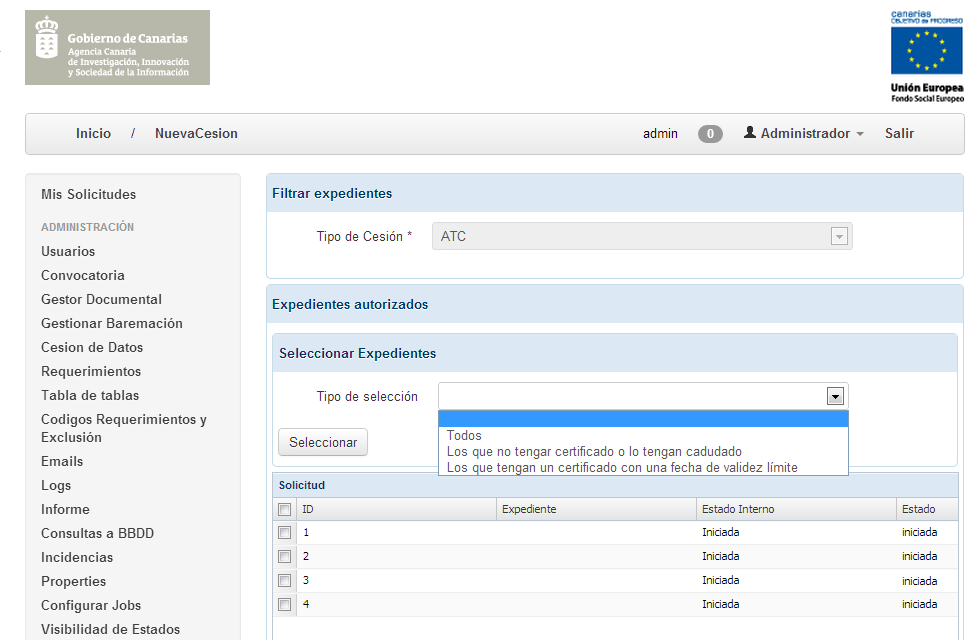 Gobierno de Canarias
Agencia Canaria
de Investigación, Innovación
y Sociedad de la Información
canarias
OBJETIVO de PROGRESO
Unión Europea
Fondo Social Europeo
Inicio / NuevaCesion
admin 0 Administrador Salir
Mis Solicitudes
ADMINISTRACIÓN
Usuarios
Convocatoria
Gestor Documental
Gestionar Baremación
Cesion de Datos
Requerimientos
Tabla de tablas
Codigos Requerimientos y
Exclusión
Emails
Logs
Informe
Consultas a BBDD
Incidencias
Properties
Configurar Jobs
Visibilidad de Estados
Filtrar expedientes
Tipo de Cesión * ATC
Expedientes autorizados
Seleccionar Expedientes
Tipo de selección
Todos
Los que no tengar certificado o lo tengan cadudado
Los que tengan un certificado con una fecha de validez límite
Seleccionar
Solicitud
ID Expediente Estado Interno Estado
1 Iniciada iniciada
2 Iniciada iniciada
3 Iniciada iniciada
4 Iniciada iniciada